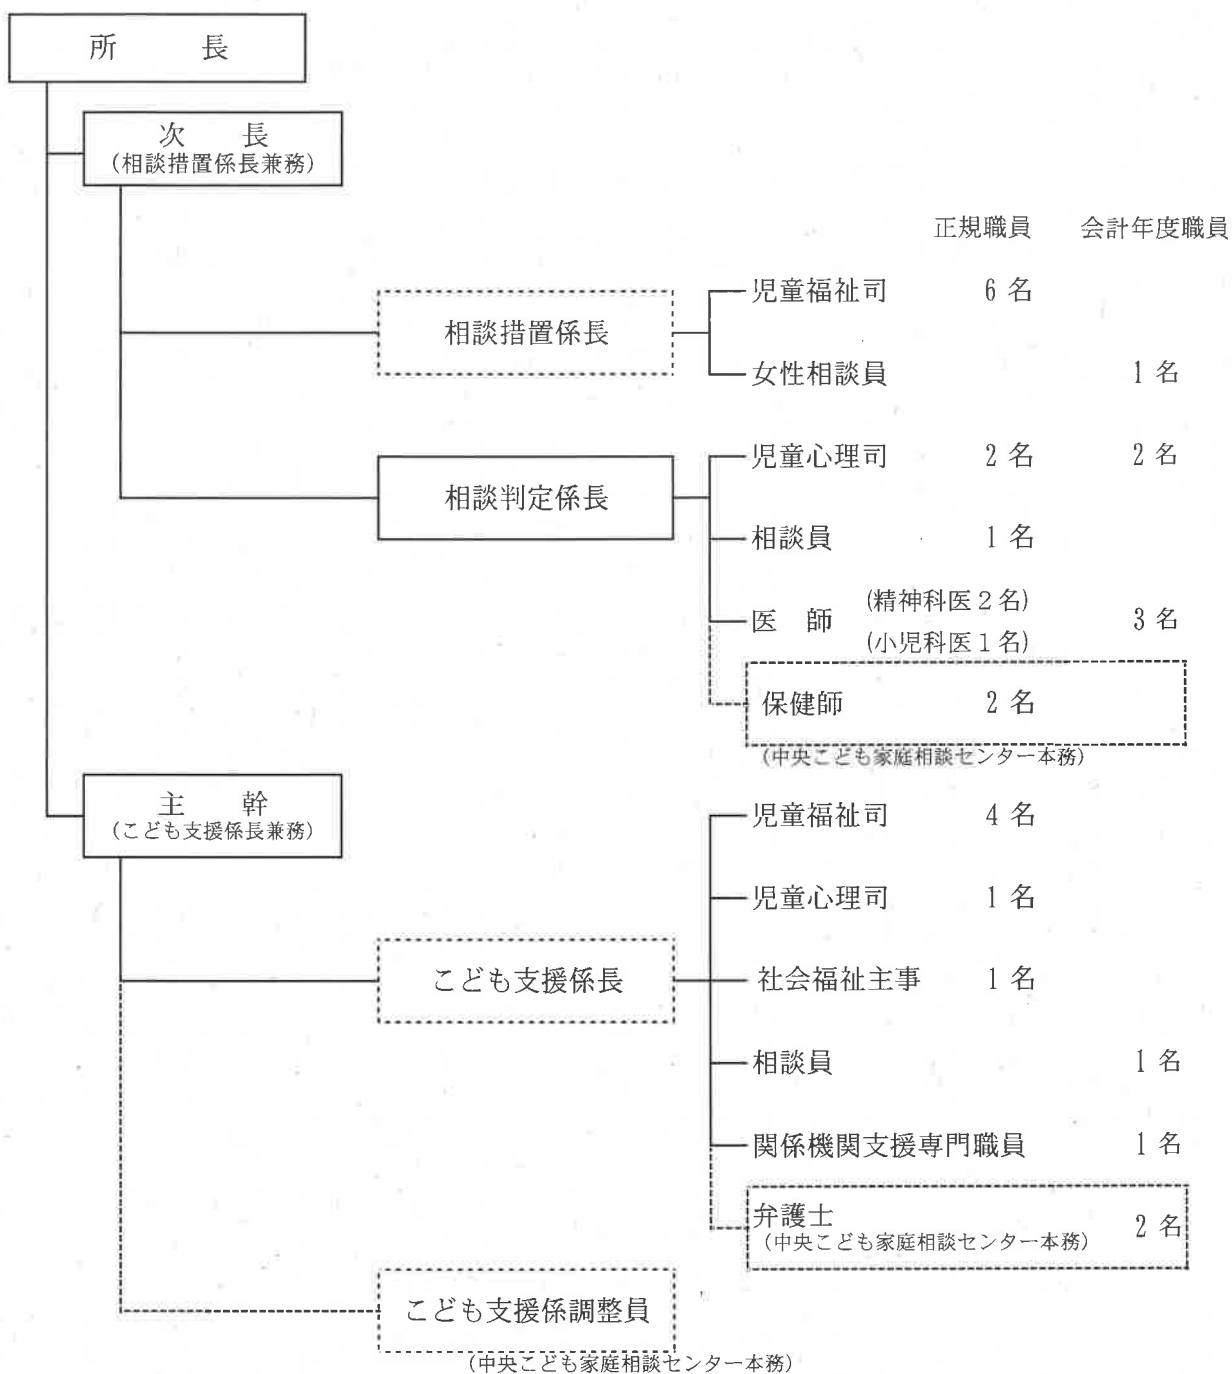 所　　　長
次　　長
(相談措置係長兼務)
正規職員　会計年度職員
相談措置係長
児童福祉司　6 名
女性相談員　1 名
相談判定係長
児童心理司　2 名　2 名
相談員　1 名
医　師　(精神科医２名)　3 名
(小児科医１名)
保健師　2 名
(中央こども家庭相談センター本務)
主　　幹
(こども支援係長兼務)
こども支援係長
児童福祉司　4 名
児童心理司　1 名
社会福祉主事　1 名
相談員　1 名
関係機関支援専門職員　1 名
弁護士　2 名
(中央こども家庭相談センター本務)
こども支援係調整員
(中央こども家庭相談センター本務)